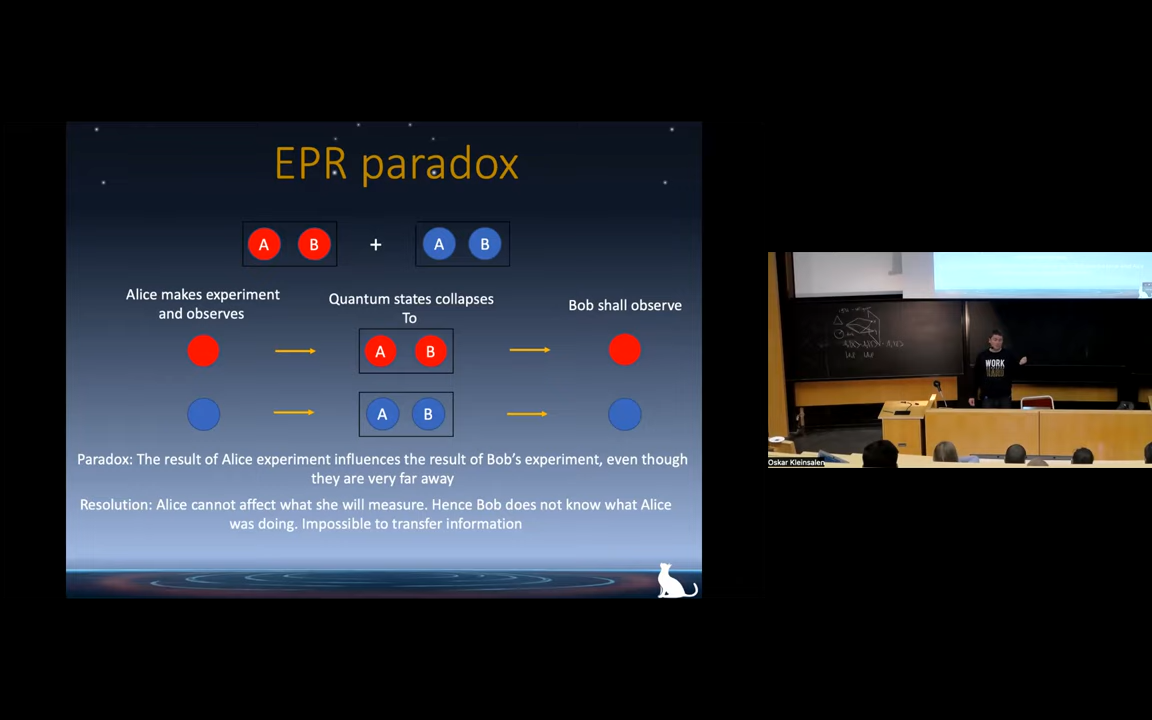 EPR paradox
A B + A B
Alice makes experiment
and observes
Quantum states collapses
To
Bob shall observe
A B
A B
Paradox: The result of Alice experiment influences the result of Bob's experiment, even though
they are very far away
Resolution: Alice cannot affect what she will measure. Hence Bob does not know what Alice
was doing. Impossible to transfer information
WORK
Oskar Kleinsalen